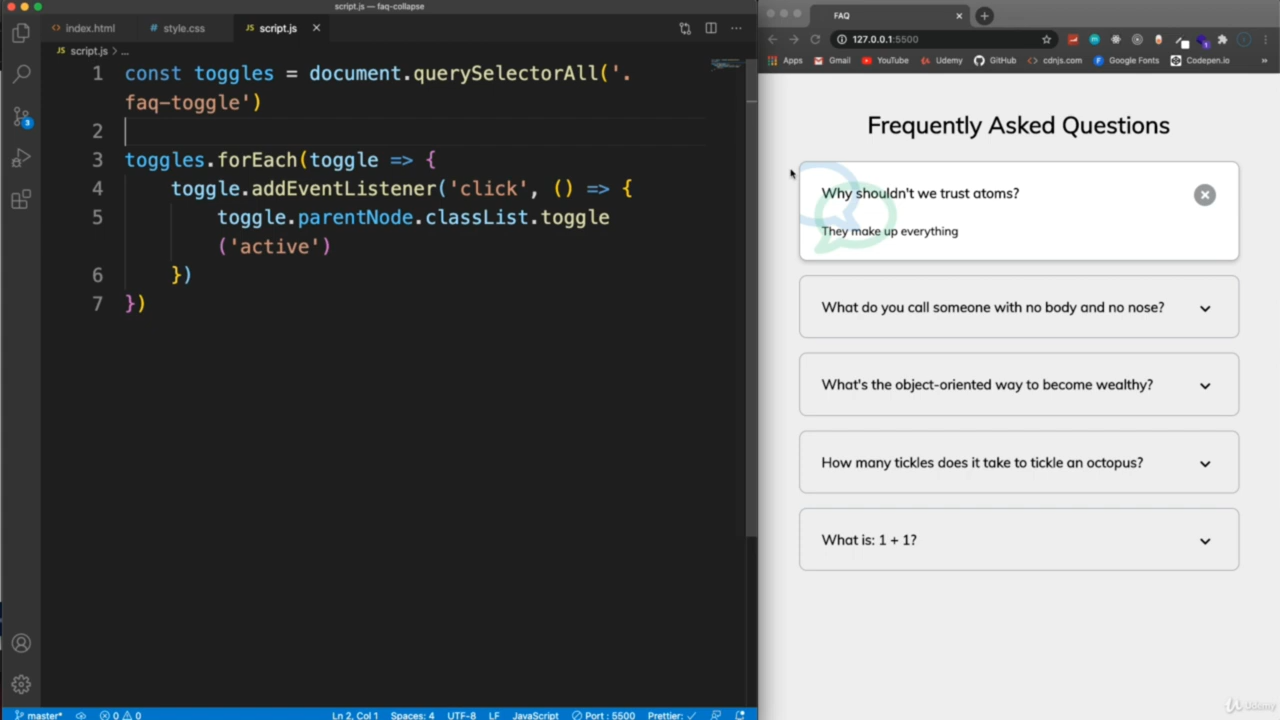 script.js — faq-collapse
index.html
style.css
script.js
script.js > ...
1 const toggles = document.querySelectorAll('.
faq-toggle')
2
3 toggles.forEach(toggle => {
4 toggle.addEventListener('click', () => {
5 toggle.parentNode.classList.toggle
('active')
6 })
7 })
3
master* 0 0 Ln 2, Col 1 Spaces: 4 UTF-8 LF JavaScript Port : 5500 Prettier: ✓
FAQ
127.0.0.1:5500
Apps Gmail YouTube Udemy GitHub cdnjs.com Google Fonts Codepen.io »
Frequently Asked Questions
Why shouldn't we trust atoms?
They make up everything
What do you call someone with no body and no nose?
What's the object-oriented way to become wealthy?
How many tickles does it take to tickle an octopus?
What is: 1 + 1?
Udemy